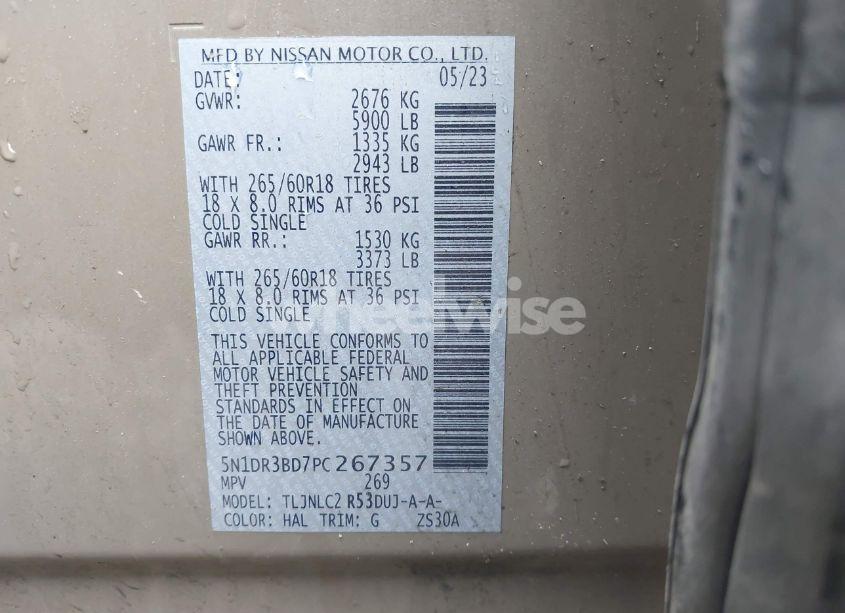 MFD BY NISSAN MOTOR CO., LTD.
DATE: 05/23
GVWR: 2676 KG
5900 LB
GAWR FR.: 1335 KG
2943 LB
WITH 265/60R18 TIRES
18 X 8.0 RIMS AT 36 PSI
COLD SINGLE
GAWR RR.: 1530 KG
3373 LB
WITH 265/60R18 TIRES
18 X 8.0 RIMS AT 36 PSI
COLD SINGLE
wheelwise
THIS VEHICLE CONFORMS TO
ALL APPLICABLE FEDERAL
MOTOR VEHICLE SAFETY AND
THEFT PREVENTION
STANDARDS IN EFFECT ON
THE DATE OF MANUFACTURE
SHOWN ABOVE.
5N1DR3BD7PC267357
MPV 269
MODEL: TLJNLC2 R53DUJ-A-A-
COLOR: HAL TRIM: G ZS30A